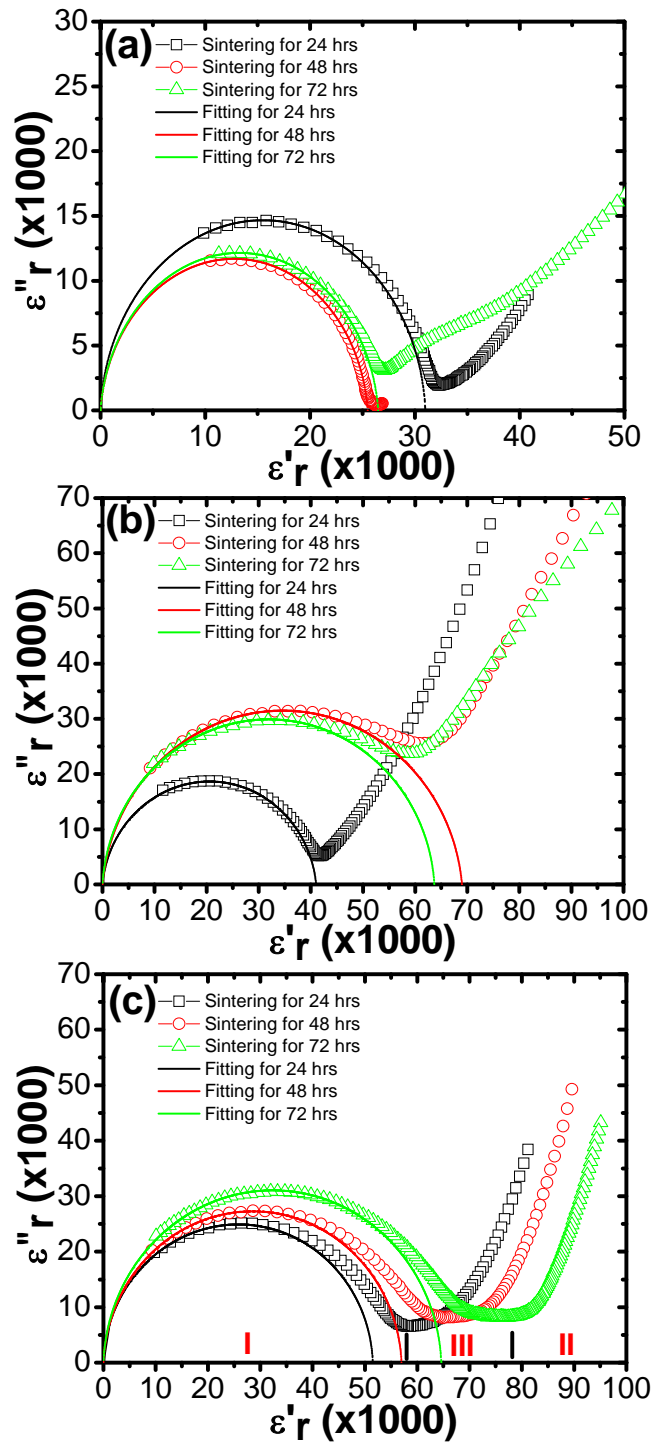 (a)
Sintering for 24 hrs
Sintering for 48 hrs
Sintering for 72 hrs
Fitting for 24 hrs
Fitting for 48 hrs
Fitting for 72 hrs
30
25
20
15
10
5
0
ε"r (x1000)
0 10 20 30 40 50
ε'r (x1000)
(b)
Sintering for 24 hrs
Sintering for 48 hrs
Sintering for 72 hrs
Fitting for 24 hrs
Fitting for 48 hrs
Fitting for 72 hrs
70
60
50
40
30
20
10
0
ε"r (x1000)
0 10 20 30 40 50 60 70 80 90 100
ε'r (x1000)
(c)
Sintering for 24 hrs
Sintering for 48 hrs
Sintering for 72 hrs
Fitting for 24 hrs
Fitting for 48 hrs
Fitting for 72 hrs
70
60
50
40
30
20
10
0
ε"r (x1000)
I III II
0 10 20 30 40 50 60 70 80 90 100
ε'r (x1000)